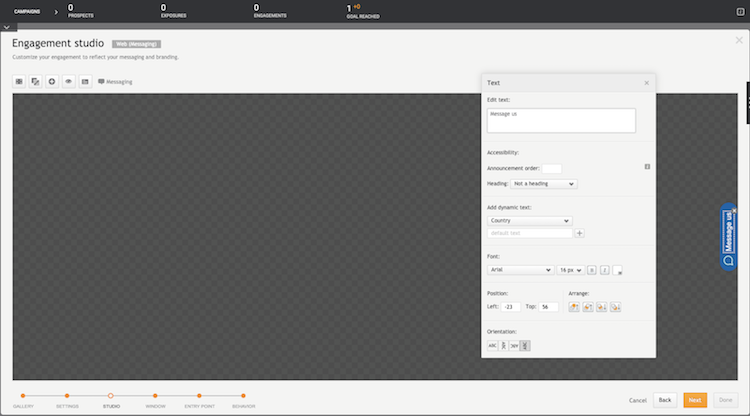 CAMPAIGNS > 0 0 0 1 +0
PROSPECTS EXPOSURES ENGAGEMENTS GOAL REACHED
Engagement studio Web (Messaging)
Customize your engagement to reflect your messaging and branding.
Messaging
Text
Edit text:
Message us
Accessibility:
Announcement order:
Heading: Not a heading
Add dynamic text:
Country
default text
Font:
Arial 16 px B I
Position: Arrange:
Left: -23 Top: 56
Orientation:
ABC
Message us
GALLERY SETTINGS STUDIO WINDOW ENTRY POINT BEHAVIOR
Cancel Back Next Done